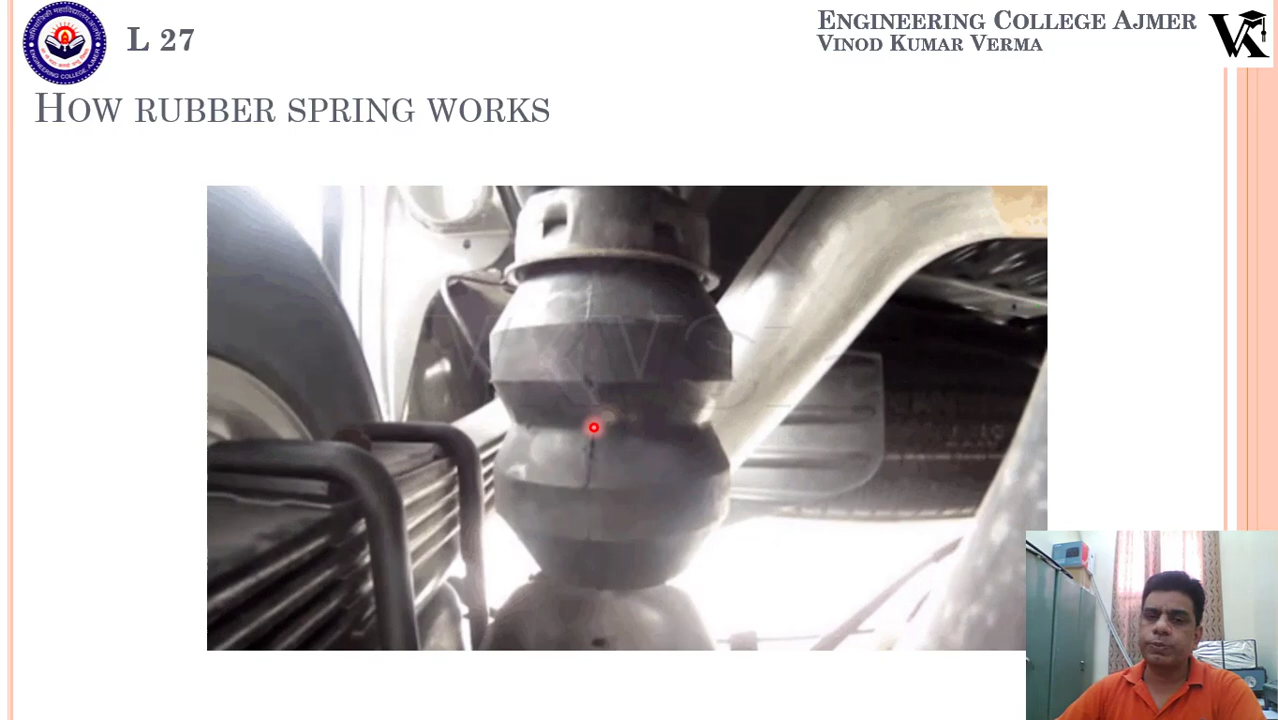 L 27
ENGINEERING COLLEGE AJMER
VINOD KUMAR VERMA
HOW RUBBER SPRING WORKS